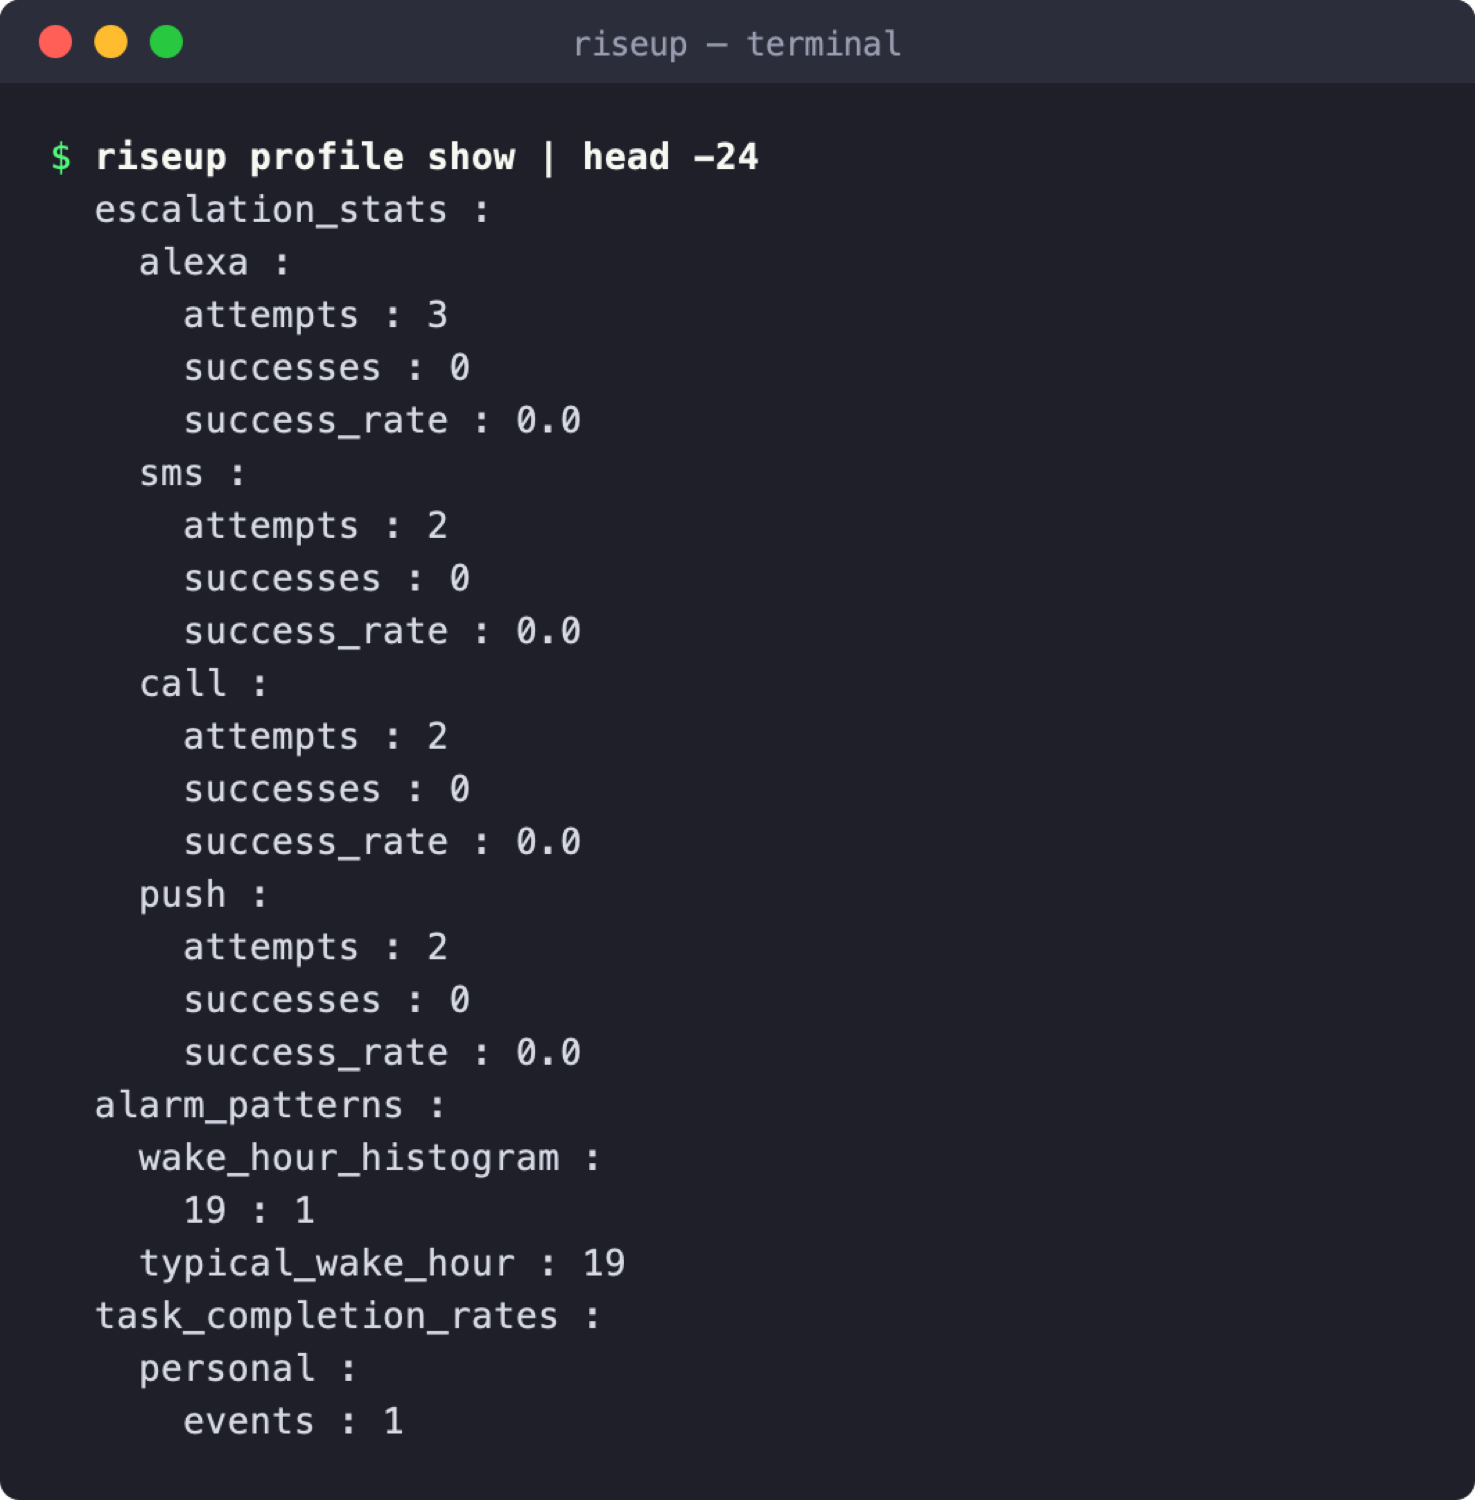 riseup — terminal
$ riseup profile show | head -24
escalation_stats :
alexa :
attempts : 3
successes : 0
success_rate : 0.0
sms :
attempts : 2
successes : 0
success_rate : 0.0
call :
attempts : 2
successes : 0
success_rate : 0.0
push :
attempts : 2
successes : 0
success_rate : 0.0
alarm_patterns :
wake_hour_histogram :
19 : 1
typical_wake_hour : 19
task_completion_rates :
personal :
events : 1